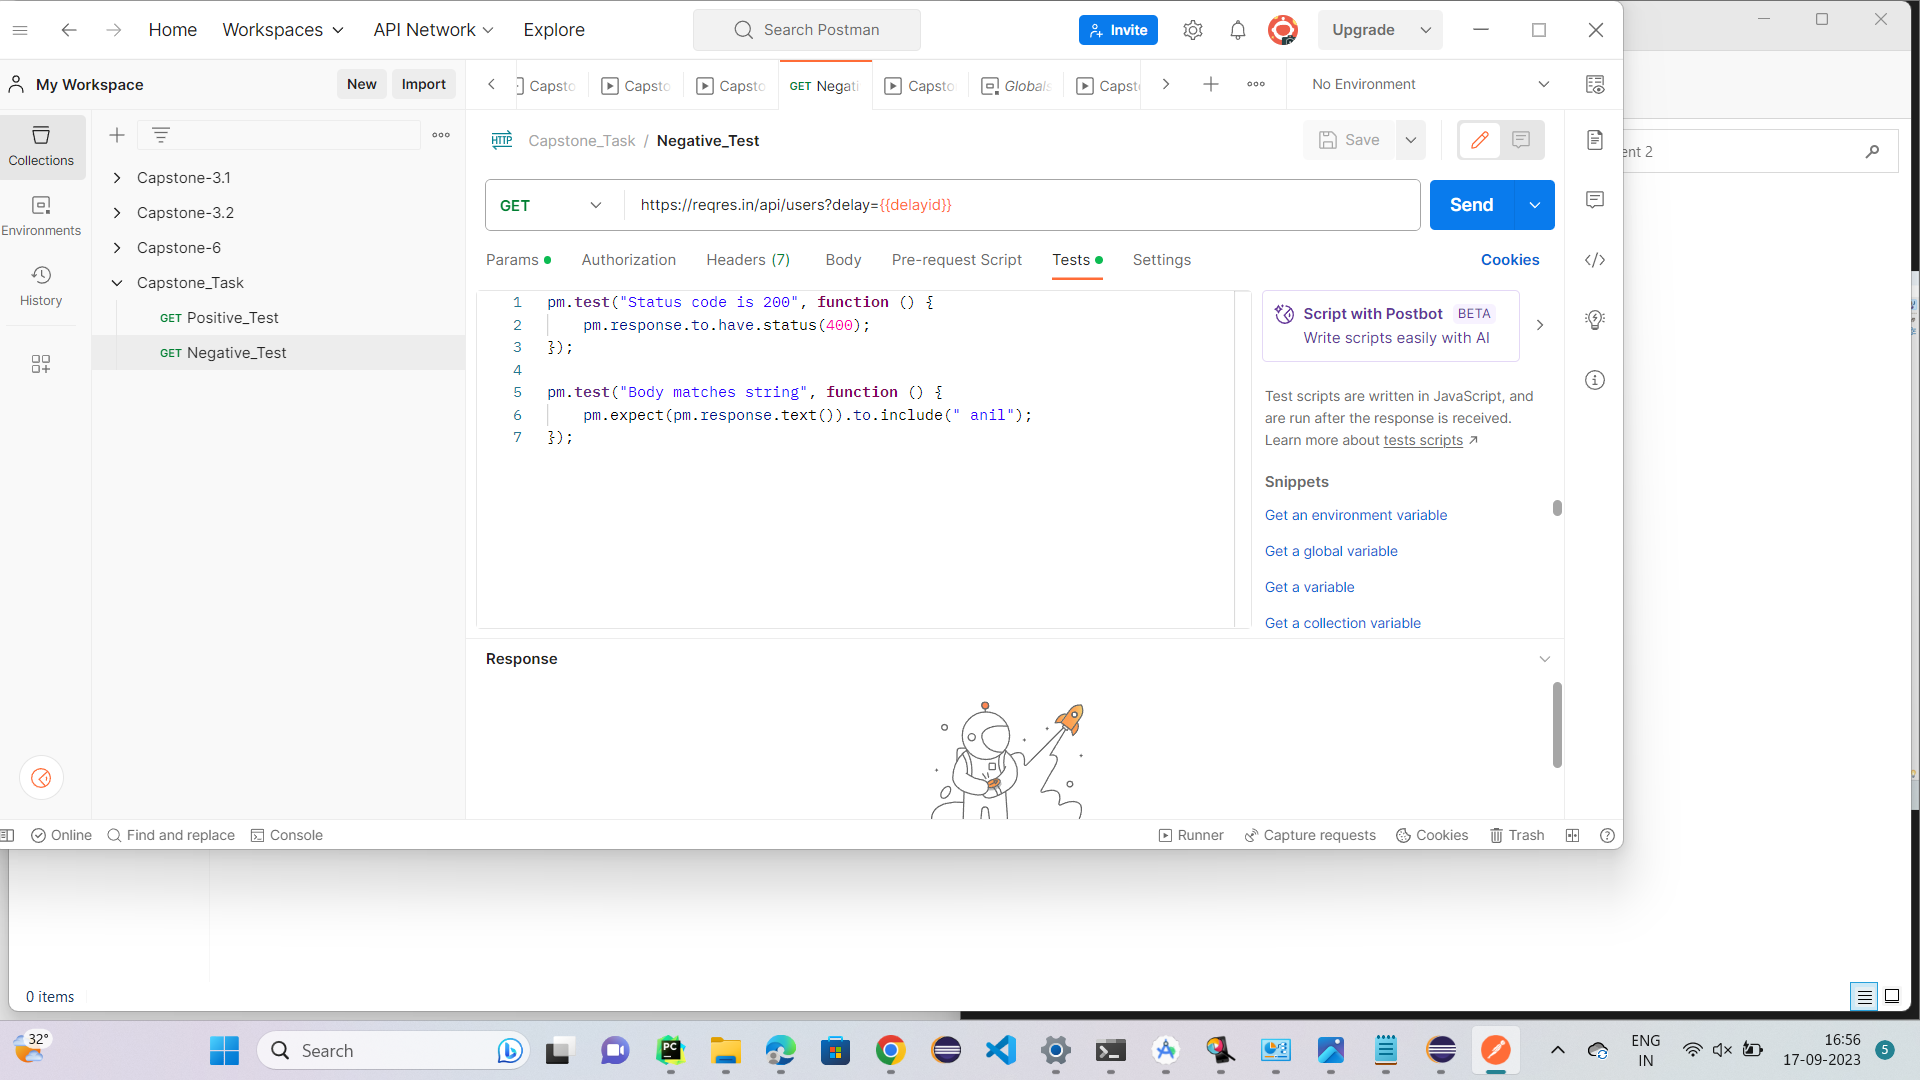 Home Workspaces API Network Explore Search Postman Invite Upgrade
My Workspace New Import Capsto Capsto Capsto GET Negati Capsto Globals Capst No Environment
Collections
Environments
History
Capstone-3.1
Capstone-3.2
Capstone-6
Capstone_Task
GET Positive_Test
GET Negative_Test
HTTP Capstone_Task / Negative_Test Save
GET https://reqres.in/api/users?delay={{delayid}} Send
Params Authorization Headers (7) Body Pre-request Script Tests Settings Cookies
1 pm.test("Status code is 200", function () {
2 pm.response.to.have.status(400);
3 });
4
5 pm.test("Body matches string", function () {
6 pm.expect(pm.response.text()).to.include(" anil");
7 });
Script with Postbot BETA
Write scripts easily with AI
Test scripts are written in JavaScript, and
are run after the response is received.
Learn more about tests scripts
Snippets
Get an environment variable
Get a global variable
Get a variable
Get a collection variable
Response
Online Find and replace Console Runner Capture requests Cookies Trash
ent 2
0 items
32° Search PC ENG
IN
16:56
17-09-2023
5